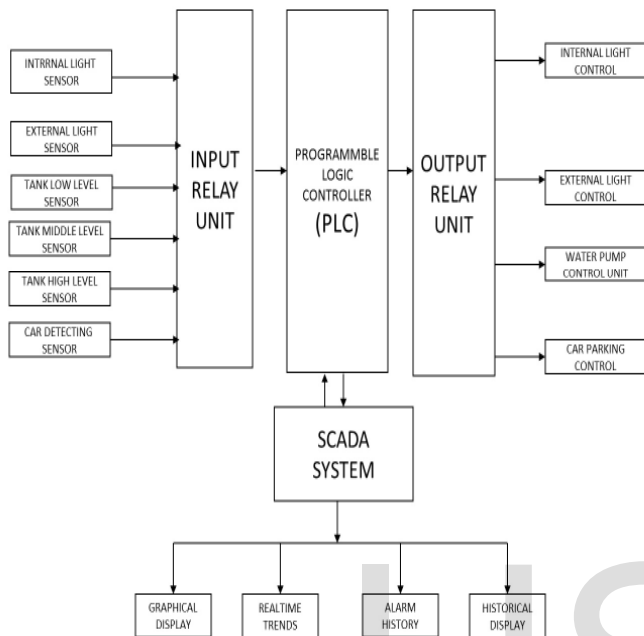 INTRRNAL LIGHT
SENSOR
EXTERNAL LIGHT
SENSOR
TANK LOW LEVEL
SENSOR
TANK MIDDLE LEVEL
SENSOR
TANK HIGH LEVEL
SENSOR
CAR DETECTING
SENSOR
INPUT
RELAY
UNIT
PROGRAMMBLE
LOGIC
CONTROLLER
(PLC)
OUTPUT
RELAY
UNIT
INTERNAL LIGHT
CONTROL
EXTERNAL LIGHT
CONTROL
WATER PUMP
CONTROL UNIT
CAR PARKING
CONTROL
SCADA
SYSTEM
GRAPHICAL
DISPLAY
REALTIME
TRENDS
ALARM
HISTORY
HISTORICAL
DISPLAY